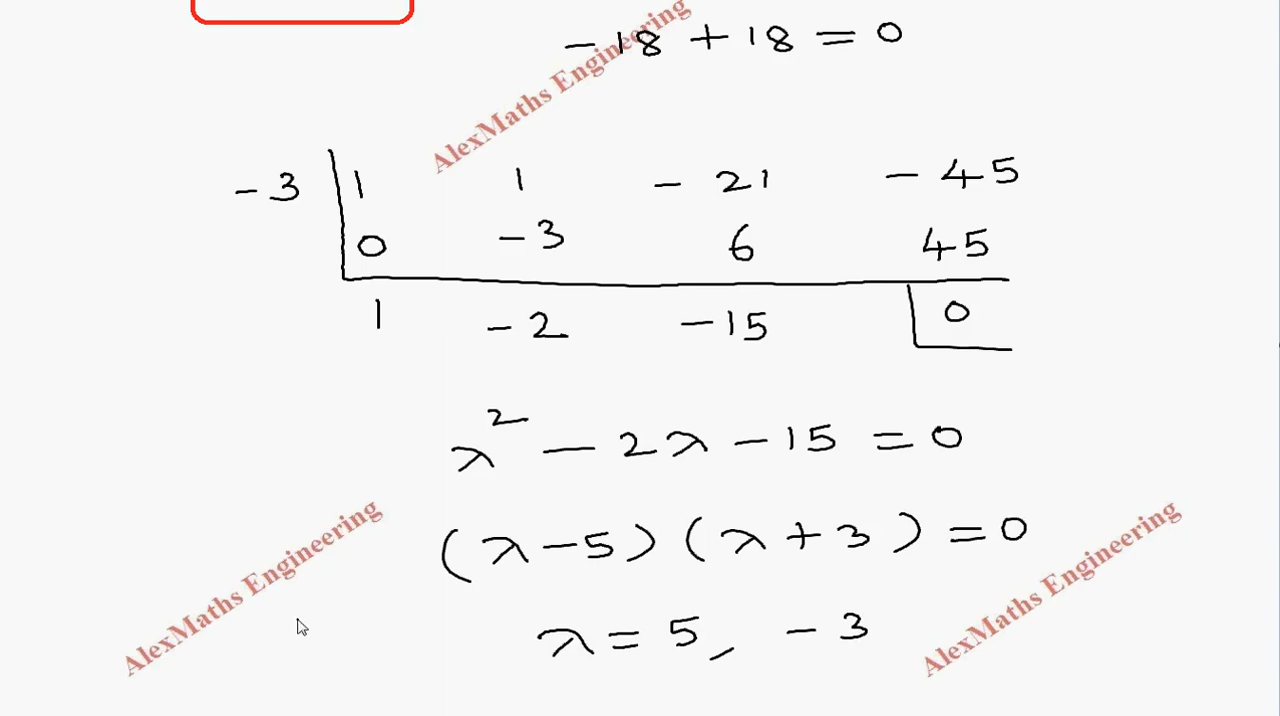 - 18 + 18 = 0
AlexMaths Engineering
-3 | 1 1 - 21 - 45
0 -3 6 45
1 -2 -15 0
λ² - 2λ - 15 = 0
(λ - 5) (λ + 3) = 0
λ = 5, - 3
AlexMaths Engineering
AlexMaths Engineering